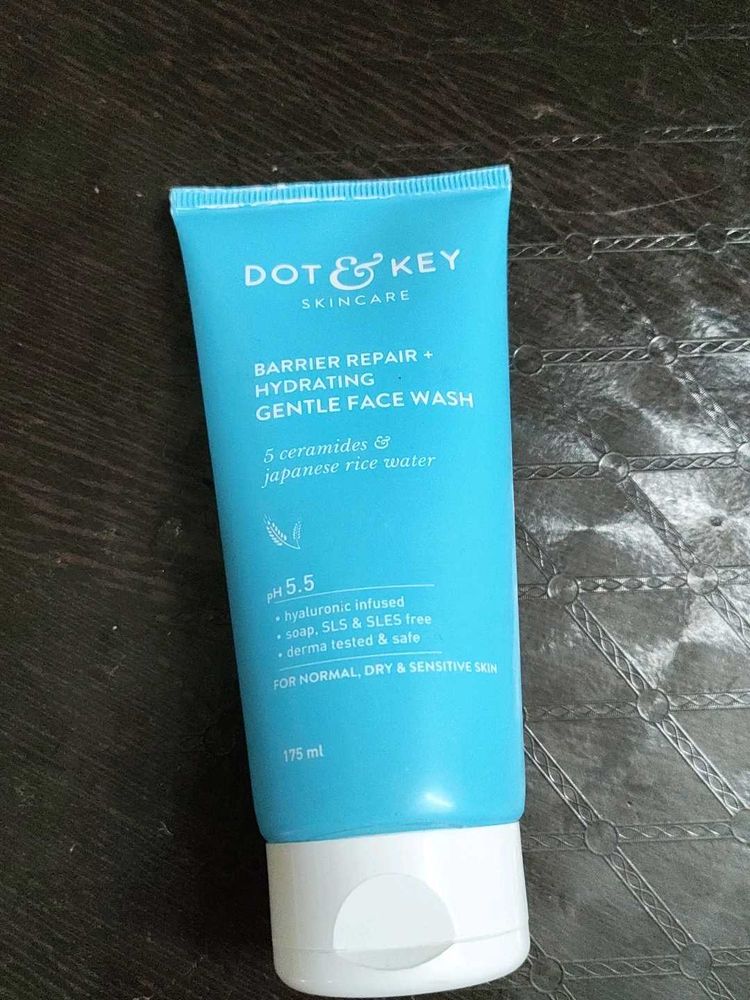 DOT & KEY
SKINCARE
BARRIER REPAIR +
HYDRATING
GENTLE FACE WASH
5 ceramides &
japanese rice water
pH 5.5
• hyaluronic infused
• soap, SLS & SLES free
• derma tested & safe
FOR NORMAL, DRY & SENSITIVE SKIN
175 ml